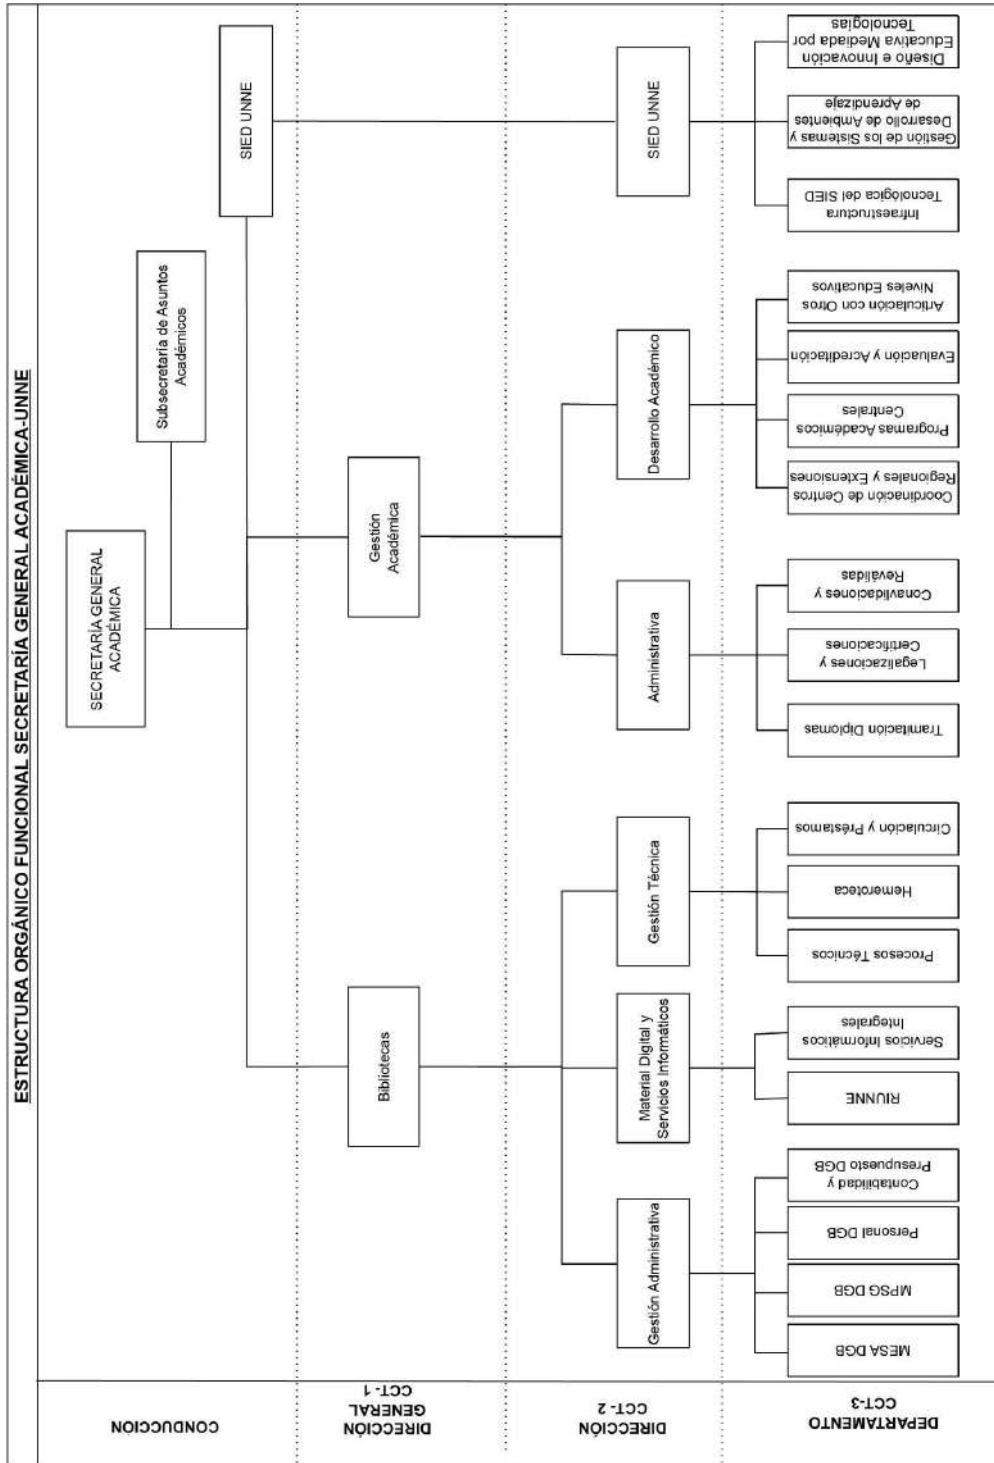 ESTRUCTURA ORGÁNICO FUNCIONAL SECRETARÍA GENERAL ACADÉMICA-UNNE
CONDUCCION
SECRETARÍA GENERAL
ACADÉMICA
Subsecretaría de Asuntos
Académicos
SIED UNNE
DIRECCIÓN
GENERAL
CCT- 1
Bibliotecas
Gestión
Académica
DIRECCIÓN
CCT - 2
Gestión Administrativa
Material Digital y
Servicios Informáticos
Gestión Técnica
Administrativa
Desarrollo Académico
SIED UNNE
DEPARTAMENTO
CCT-3
MESA DGB
MPSG DGB
Personal DGB
Contabilidad y
Presupuesto DGB
RIUNNE
Servicios Informáticos
Integrales
Procesos Técnicos
Hemeroteca
Circulación y Préstamos
Tramitación Diplomas
Legalizaciones y
Certificaciones
Conavlidaciones y
Reválidas
Coordinación de Centros
Regionales y Extensiones
Programas Académicos
Centrales
Evaluación y Acreditación
Articulación con Otros
Niveles Educativos
Infraestructura
Tecnológica del SIED
Gestión de los Sistemas y
Desarrollo de Ambientes
de Aprendizaje
Diseño e Innovación
Educativa Mediada por
Tecnologías